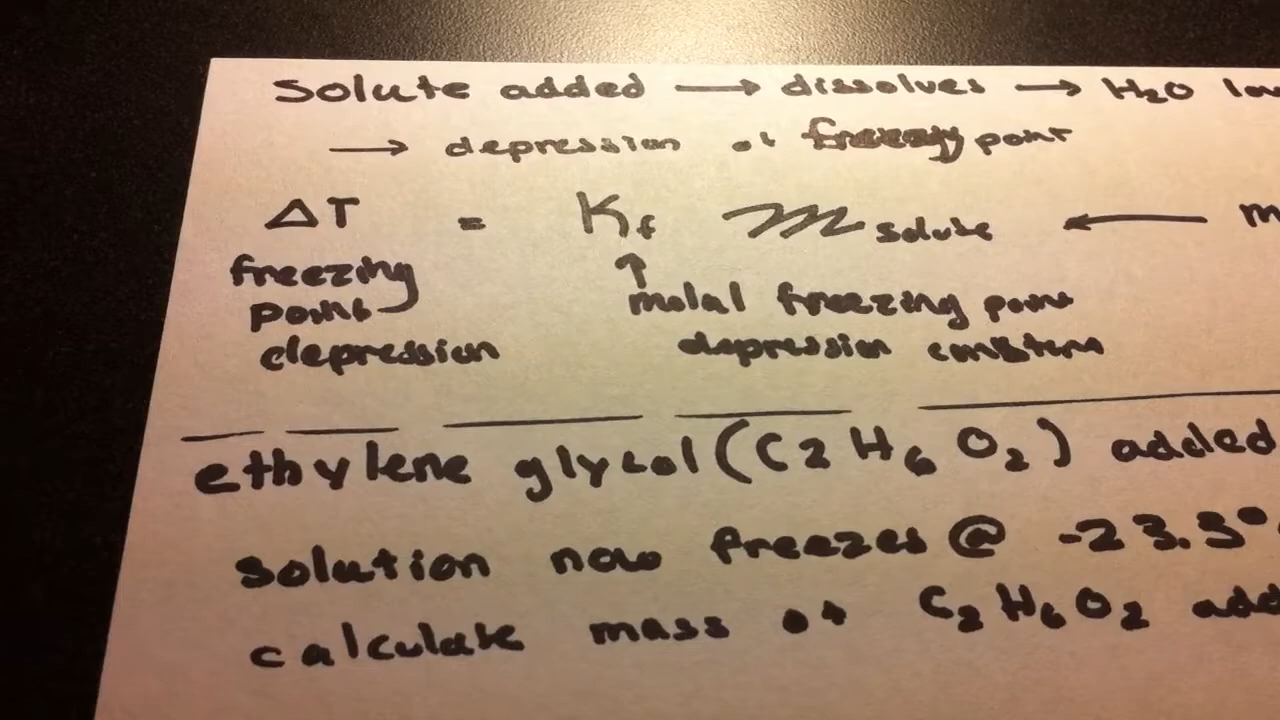 Solute added → dissolves → H₂O
→ depression of freezing point
ΔT = Kf m solute ←
freezing ↑
point molal freezing point
depression depression constant
ethylene glycol (C₂H₆O₂) added
solution now freezes @ -23.3°
calculate mass of C₂H₆O₂